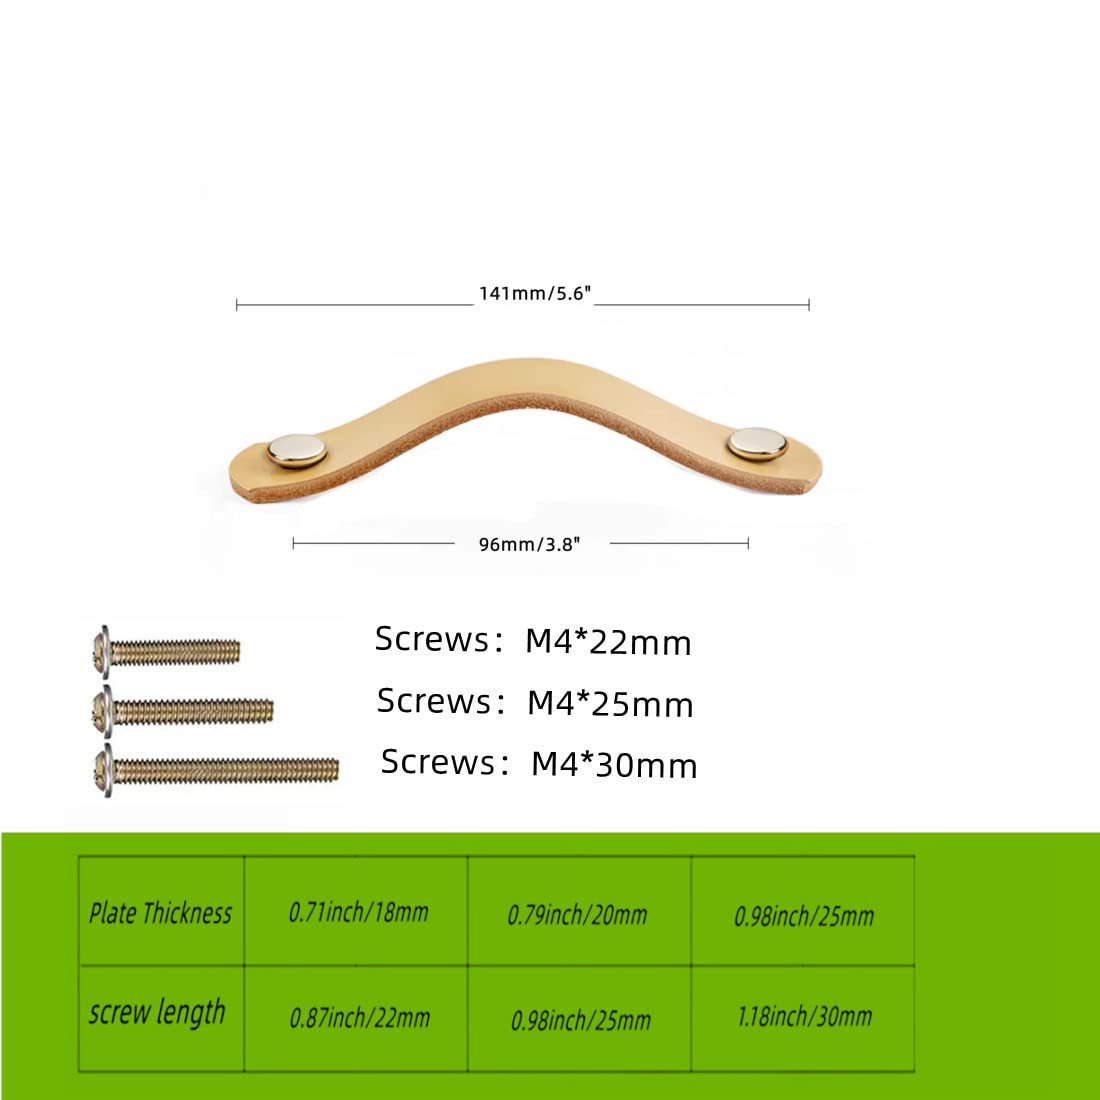 141mm/5.6"
96mm/3.8"
Screws: M4*22mm
Screws: M4*25mm
Screws: M4*30mm
Plate Thickness 0.71inch/18mm 0.79inch/20mm 0.98inch/25mm
screw length 0.87inch/22mm 0.98inch/25mm 1.18inch/30mm